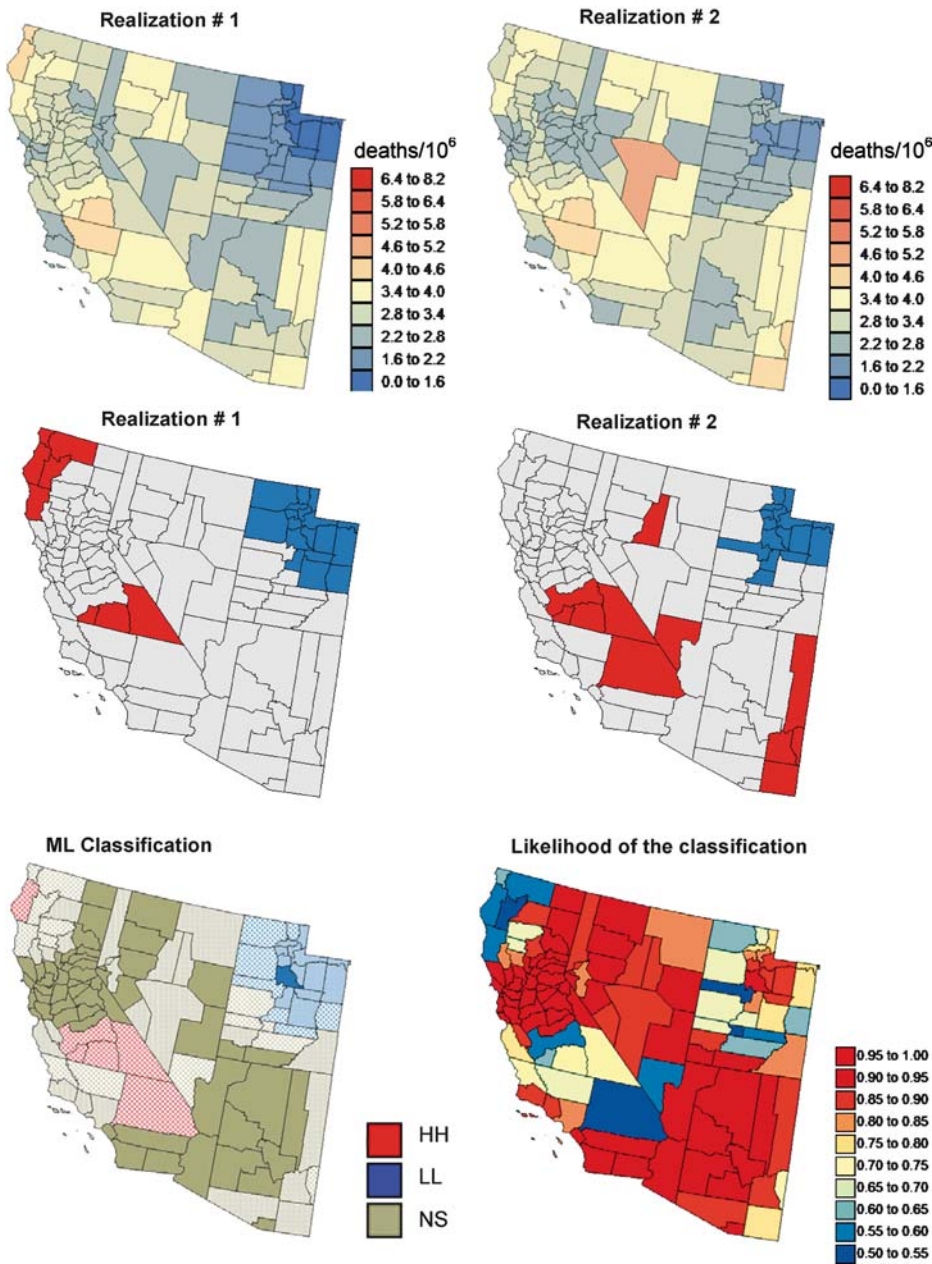 Realization # 1
Realization # 2
deaths/10⁶
6.4 to 8.2
5.8 to 6.4
5.2 to 5.8
4.6 to 5.2
4.0 to 4.6
3.4 to 4.0
2.8 to 3.4
2.2 to 2.8
1.6 to 2.2
0.0 to 1.6
deaths/10⁶
6.4 to 8.2
5.8 to 6.4
5.2 to 5.8
4.6 to 5.2
4.0 to 4.6
3.4 to 4.0
2.8 to 3.4
2.2 to 2.8
1.6 to 2.2
0.0 to 1.6
Realization # 1
Realization # 2
ML Classification
Likelihood of the classification
HH
LL
NS
0.95 to 1.00
0.90 to 0.95
0.85 to 0.90
0.80 to 0.85
0.75 to 0.80
0.70 to 0.75
0.65 to 0.70
0.60 to 0.65
0.55 to 0.60
0.50 to 0.55